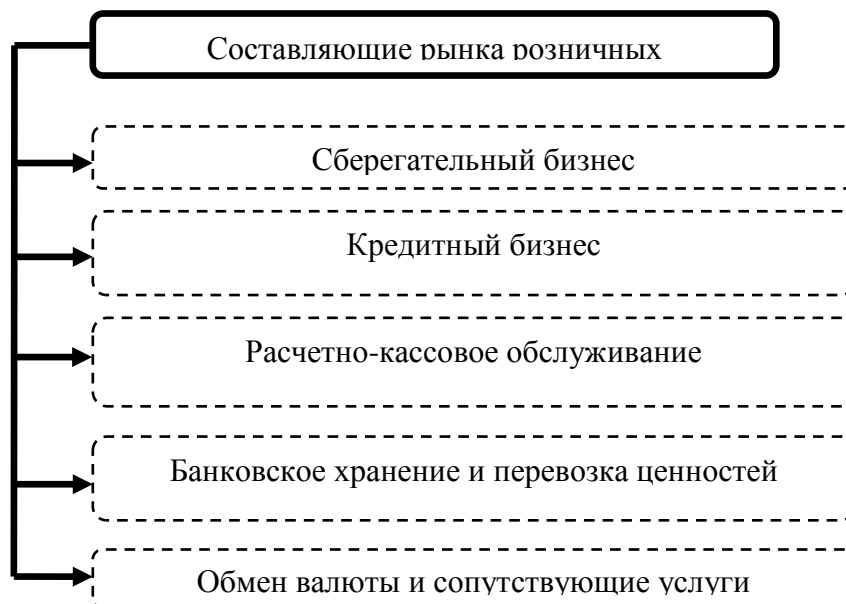 Составляющие рынка розничных
Сберегательный бизнес
Кредитный бизнес
Расчетно-кассовое обслуживание
Банковское хранение и перевозка ценностей
Обмен валюты и сопутствующие услуги